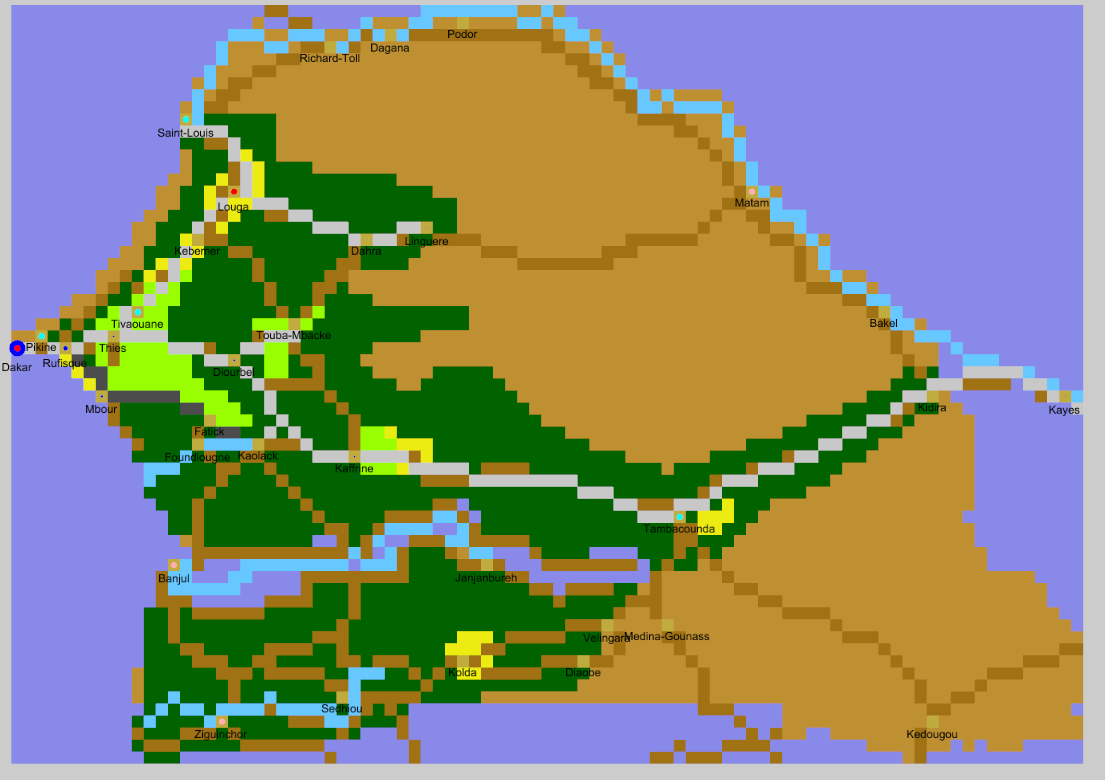 Podor
Dagana
Richard-Toll
Saint-Louis
Louga
Matam
Linguere
Keberner
Dahra
Tivaouane
Bakel
Touba-Mbacke
Pikine
Thies
Rufisque
Dakar
Diourbel
Mbour
Kidira
Kayes
Fatick
Foundiougne
Kaolack
Kaffrine
Tambacounda
Banjul
Janjanbureh
Velingara
Medina-Gounass
Kolda
Diaobe
Sedhiou
Ziguinchor
Kedougou